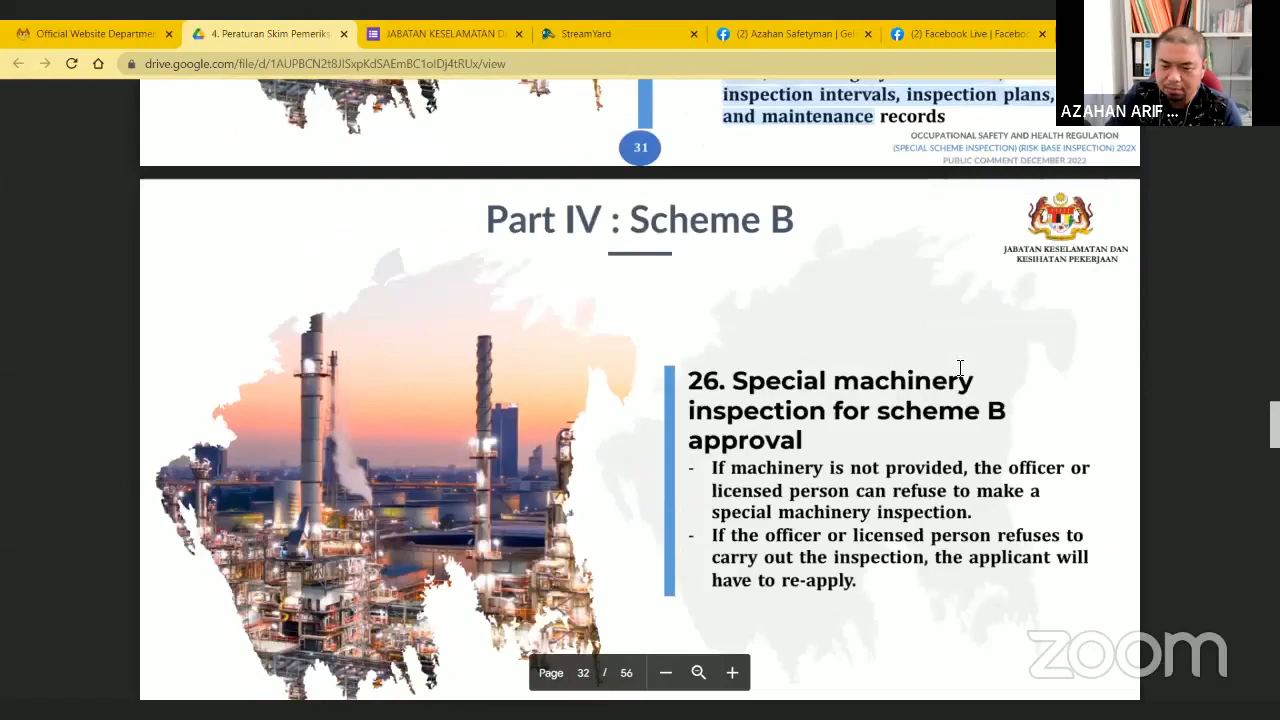 Official Website Departmen
4. Peraturan Skim Pemeriksa
JABATAN KESELAMATAN D
StreamYard
(2) Azahan Safetyman | Gel
(2) Facebook Live | Facebo
drive.google.com/file/d/1AUPBCN2t8JISxpKdSAEmBC1oIDj4tRUx/view
AZAHAN ARIF ...
inspection intervals, inspection plans,
and maintenance records
OCCUPATIONAL SAFETY AND HEALTH REGULATION
(SPECIAL SCHEME INSPECTION) (RISK BASE INSPECTION) 202X
PUBLIC COMMENT DECEMBER 2022
31
Part IV : Scheme B
JABATAN KESELAMATAN DAN
KESIHATAN PEKERJAAN
26. Special machinery
inspection for scheme B
approval
- If machinery is not provided, the officer or
licensed person can refuse to make a
special machinery inspection.
- If the officer or licensed person refuses to
carry out the inspection, the applicant will
have to re-apply.
Page 32 / 56
zoom